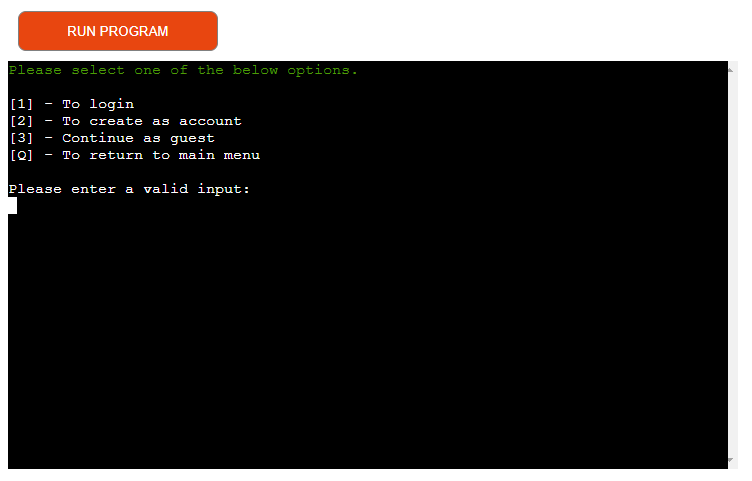 RUN PROGRAM
Please select one of the below options.
[1] - To login
[2] - To create as account
[3] - Continue as guest
[Q] - To return to main menu
Please enter a valid input: